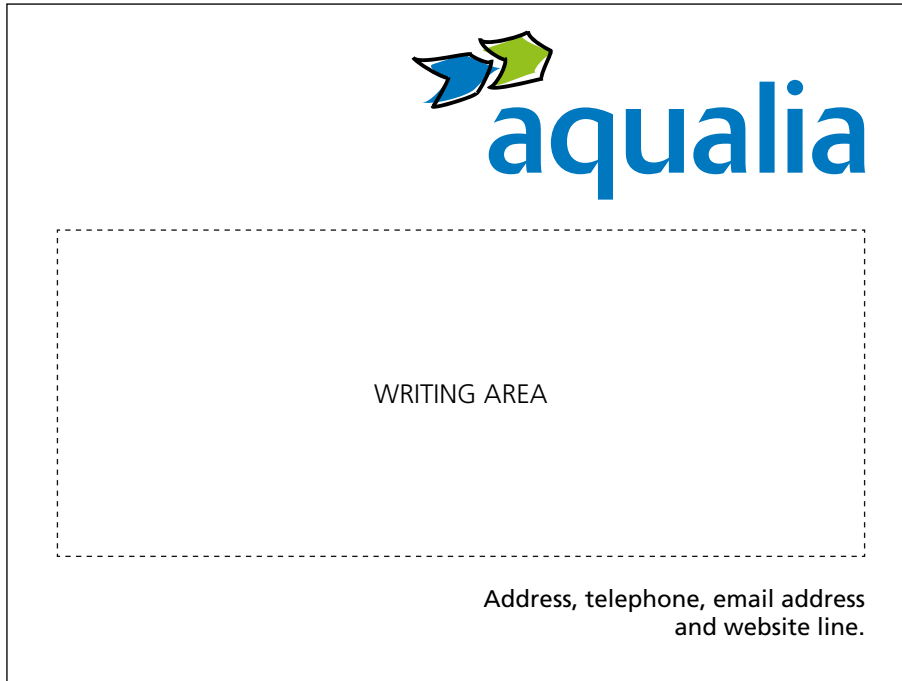 aqualia
WRITING AREA
Address, telephone, email address
and website line.